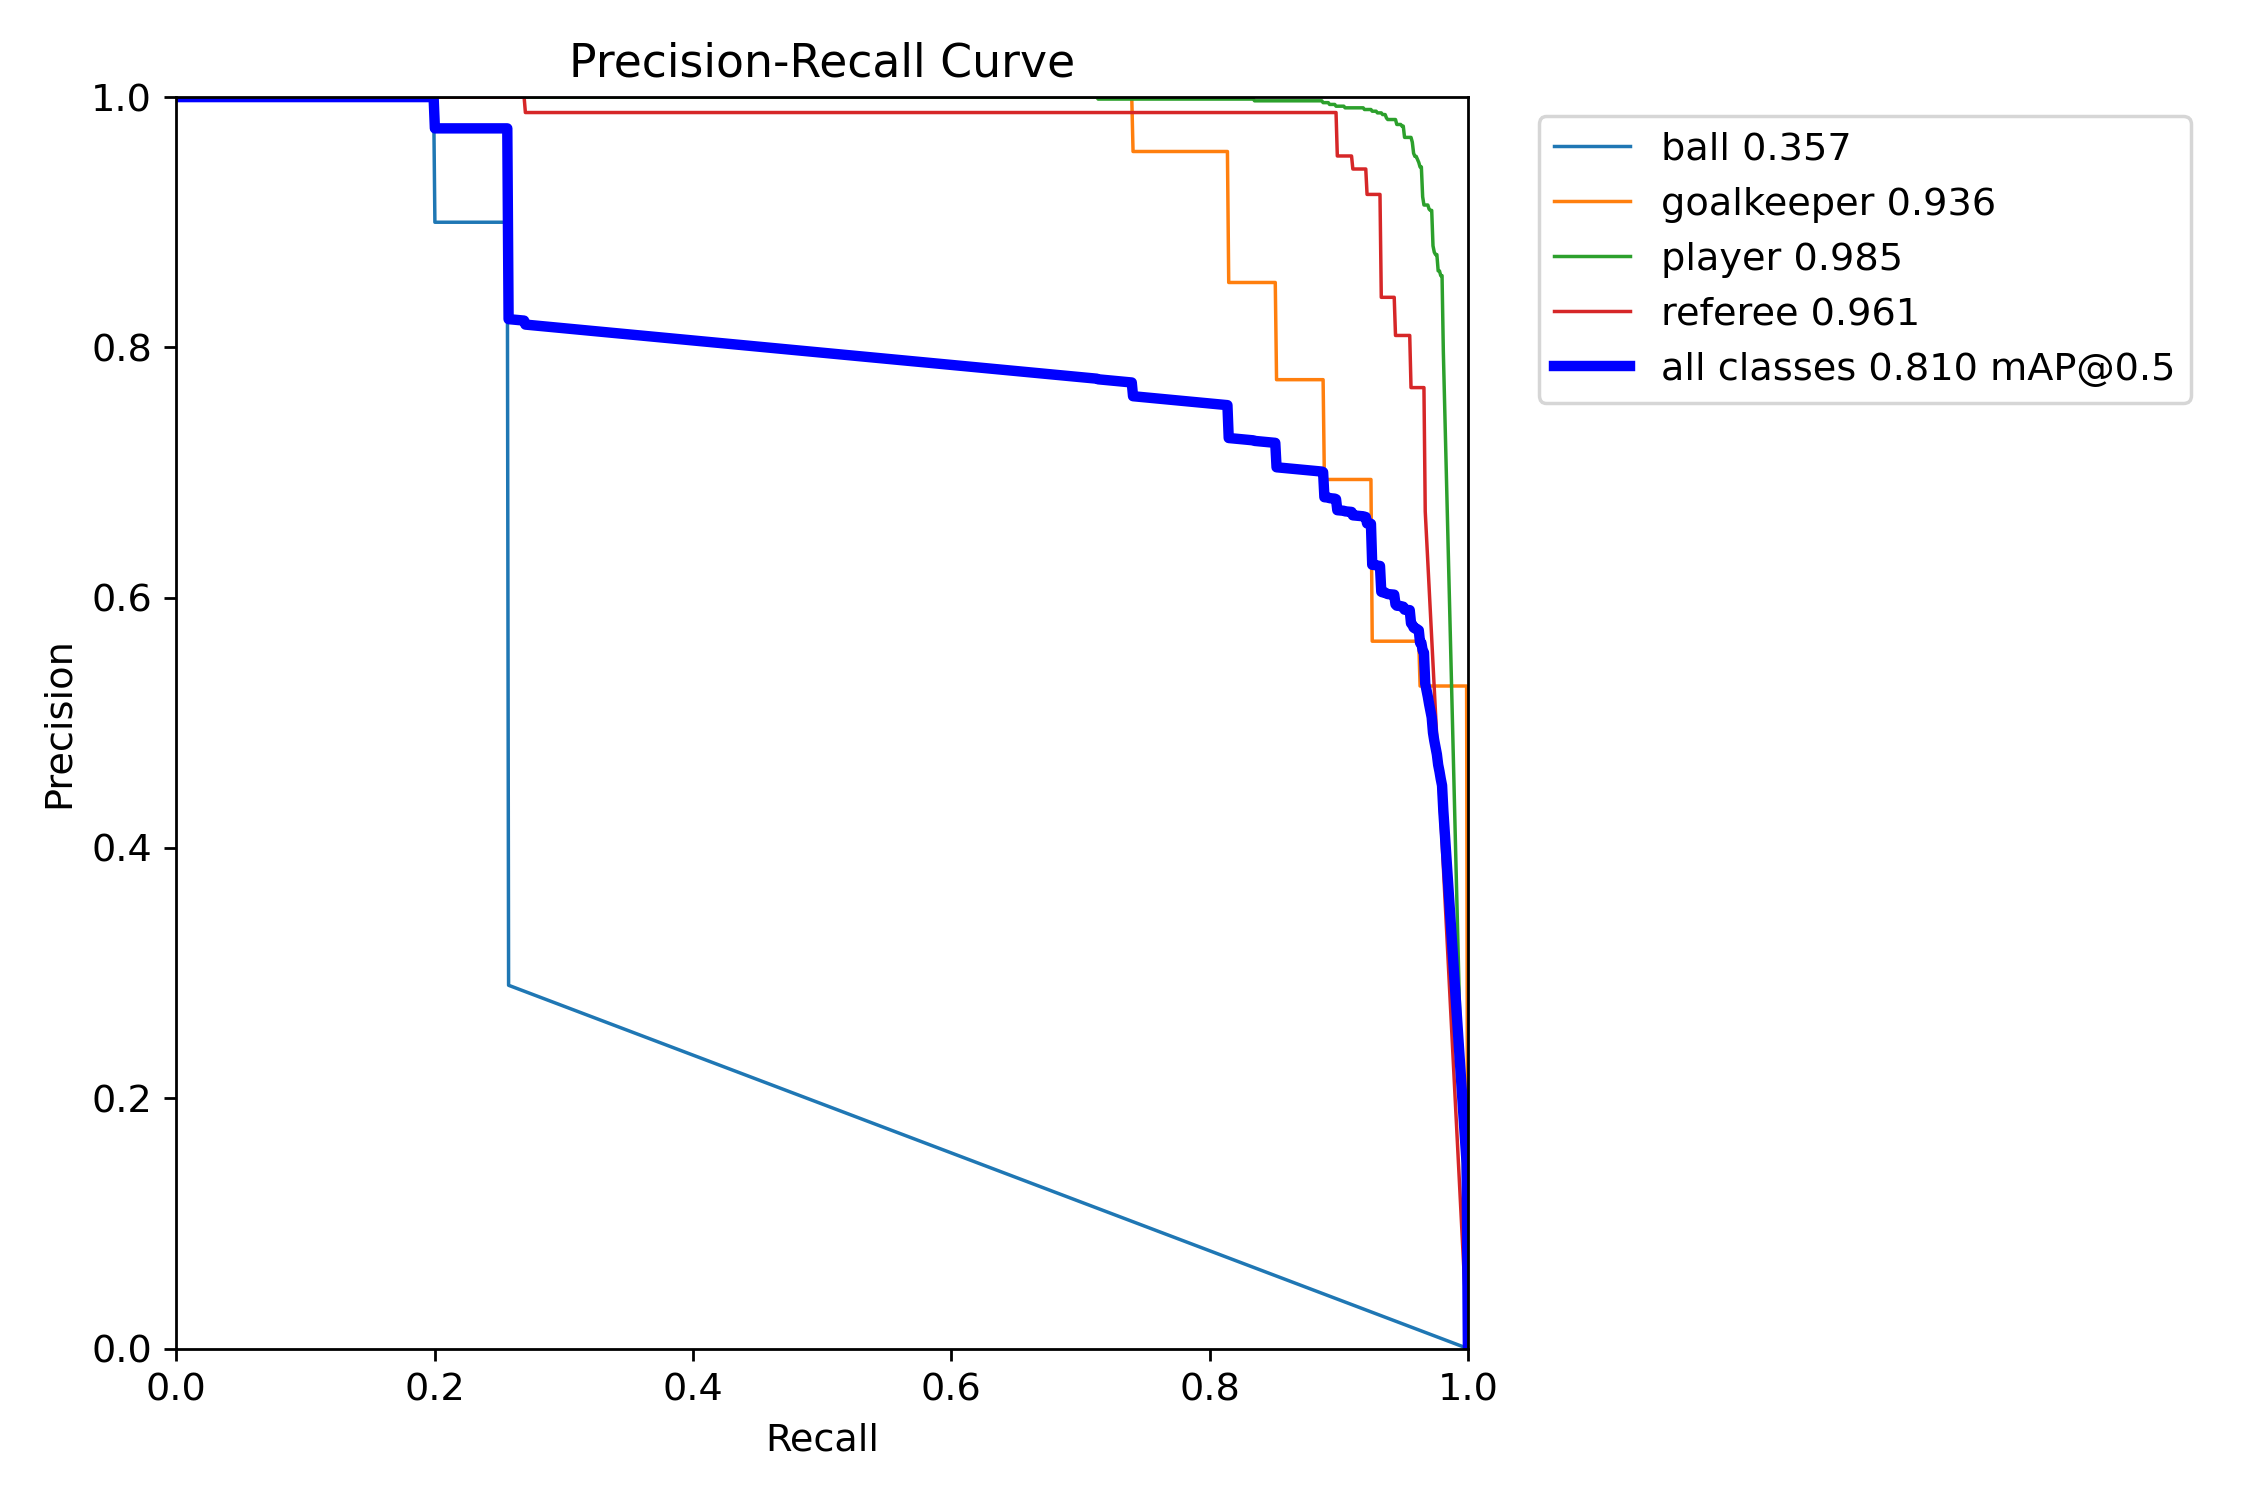 Precision-Recall Curve
1.0
0.8
0.6
0.4
0.2
0.0
Precision
0.0 0.2 0.4 0.6 0.8 1.0
Recall
ball 0.357
goalkeeper 0.936
player 0.985
referee 0.961
all classes 0.810 mAP@0.5